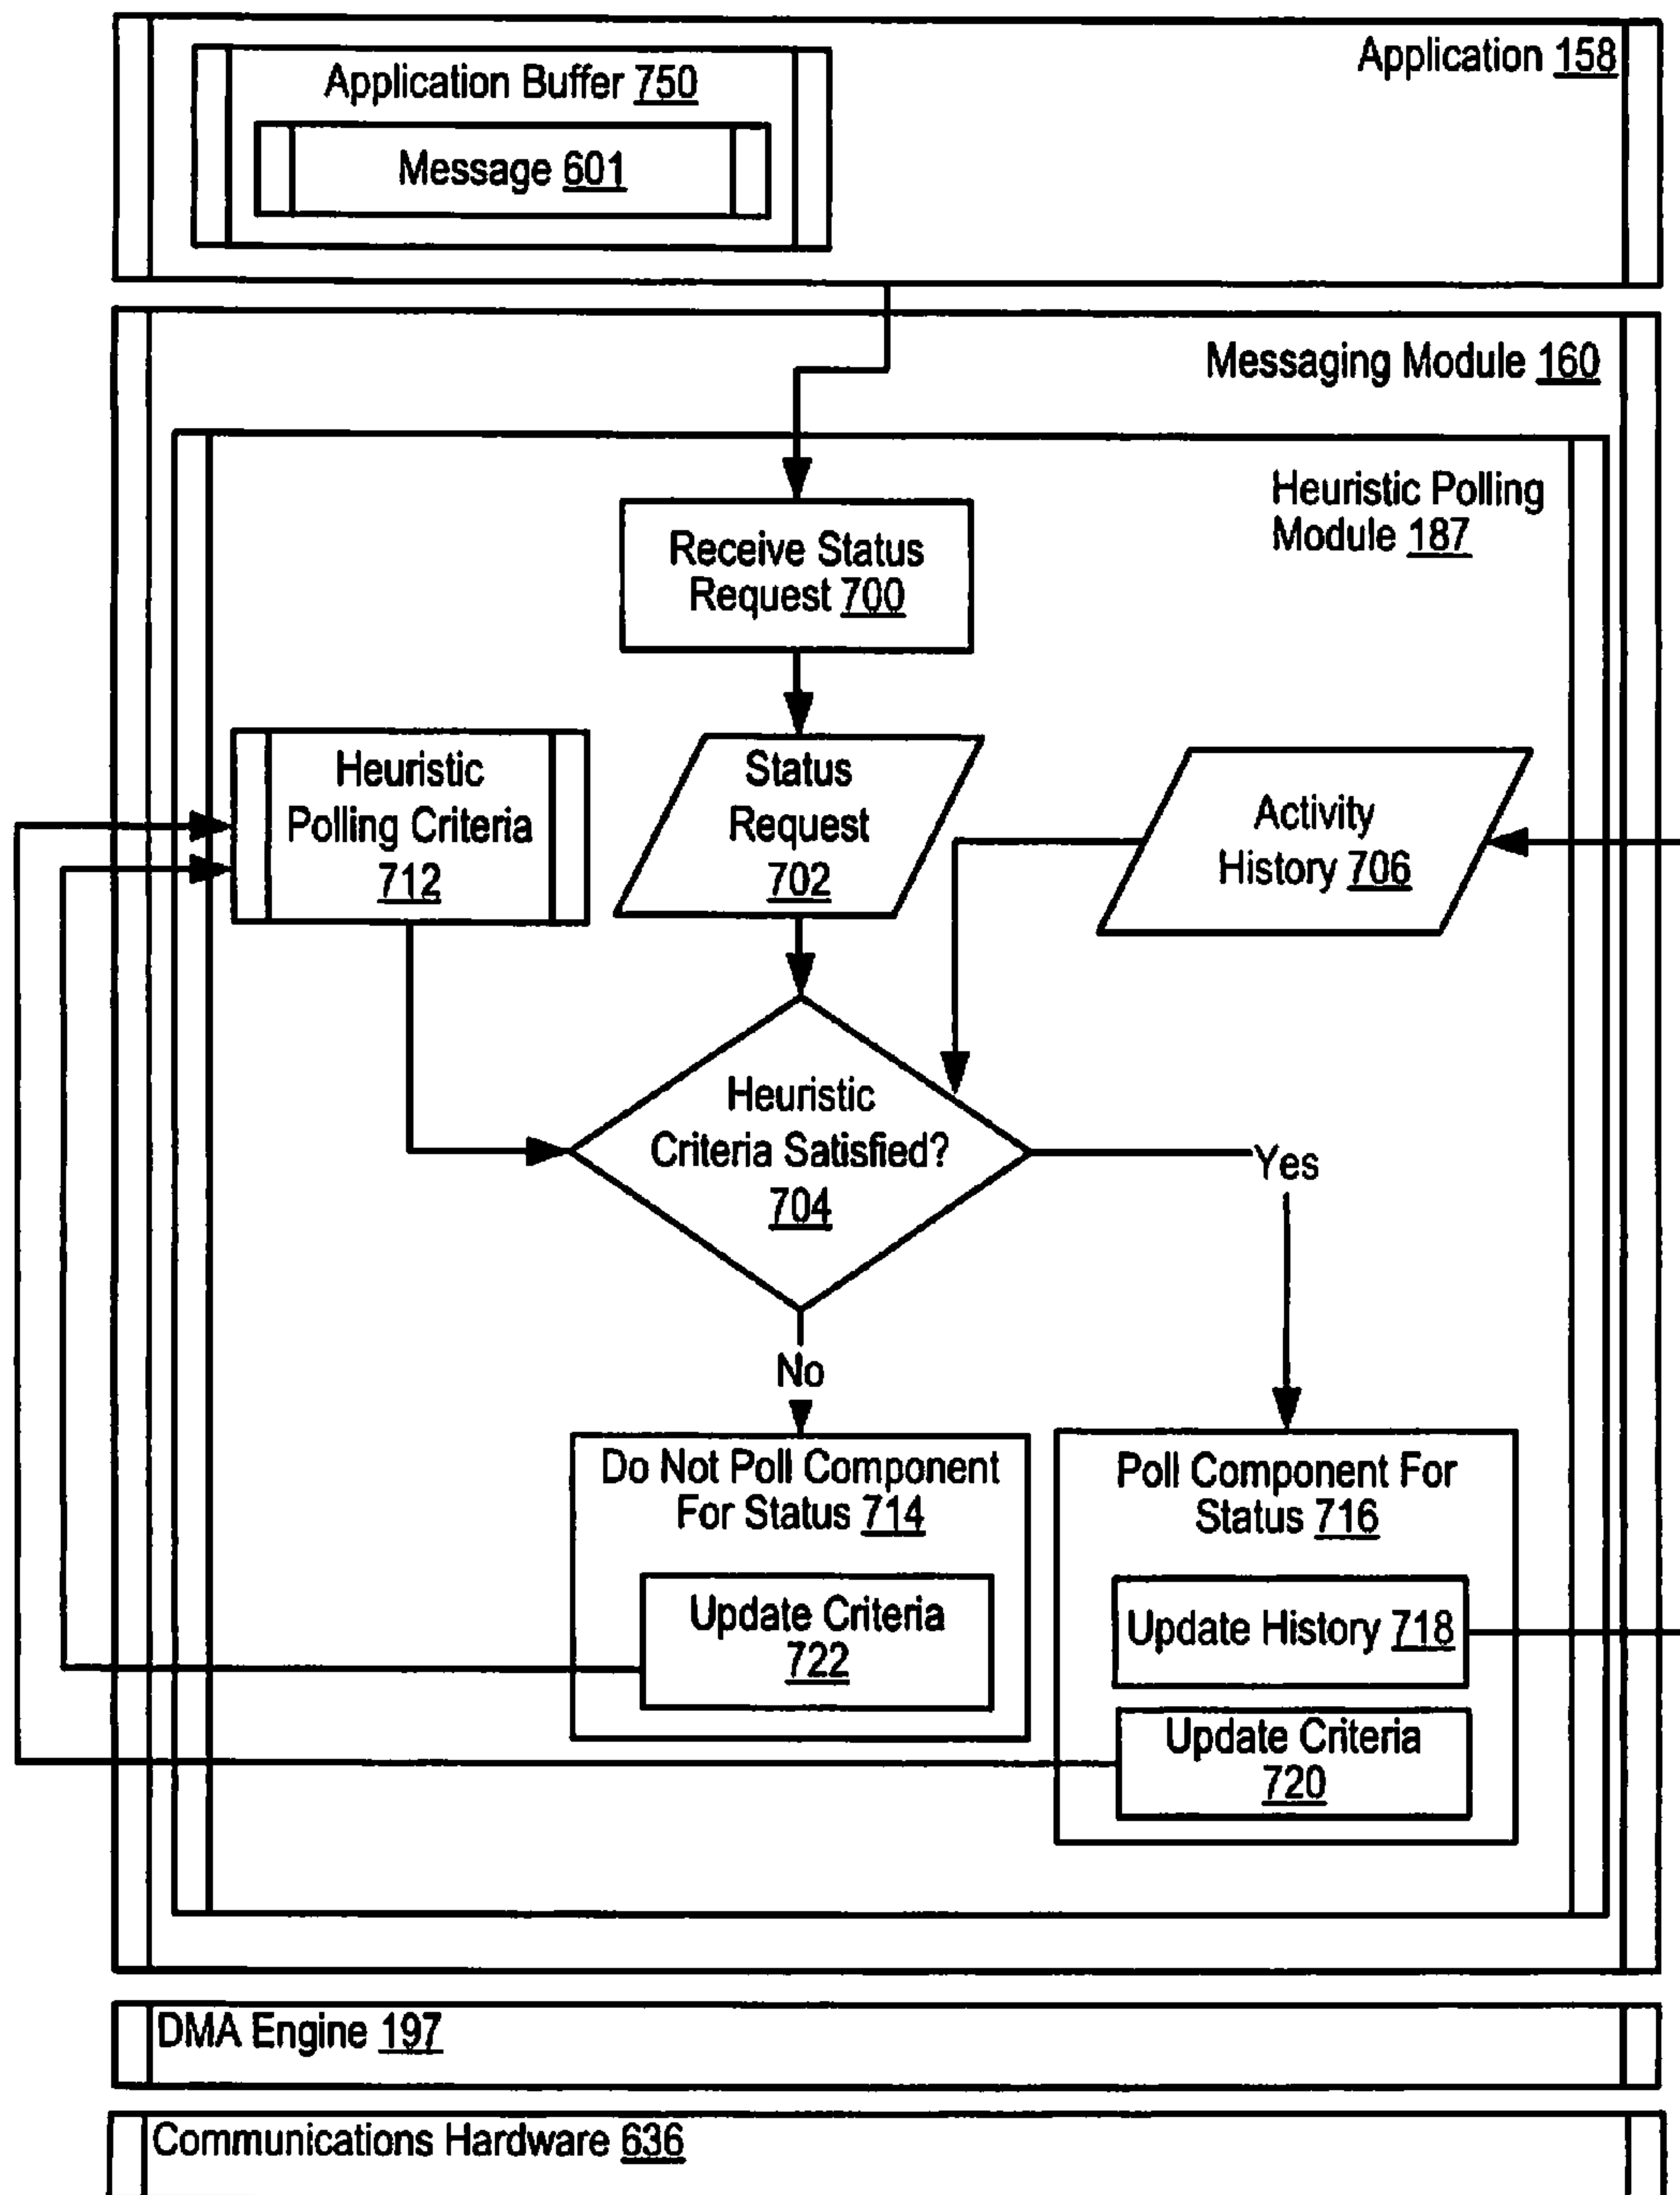 Application 158
Application Buffer 750
Message 601
Messaging Module 160
Heuristic Polling
Module 187
Receive Status
Request 700
Heuristic
Polling Criteria
712
Status
Request
702
Activity
History 706
Heuristic
Criteria Satisfied?
704
Yes
No
Do Not Poll Component
For Status 714
Update Criteria
722
Poll Component For
Status 716
Update History 718
Update Criteria
720
DMA Engine 197
Communications Hardware 636